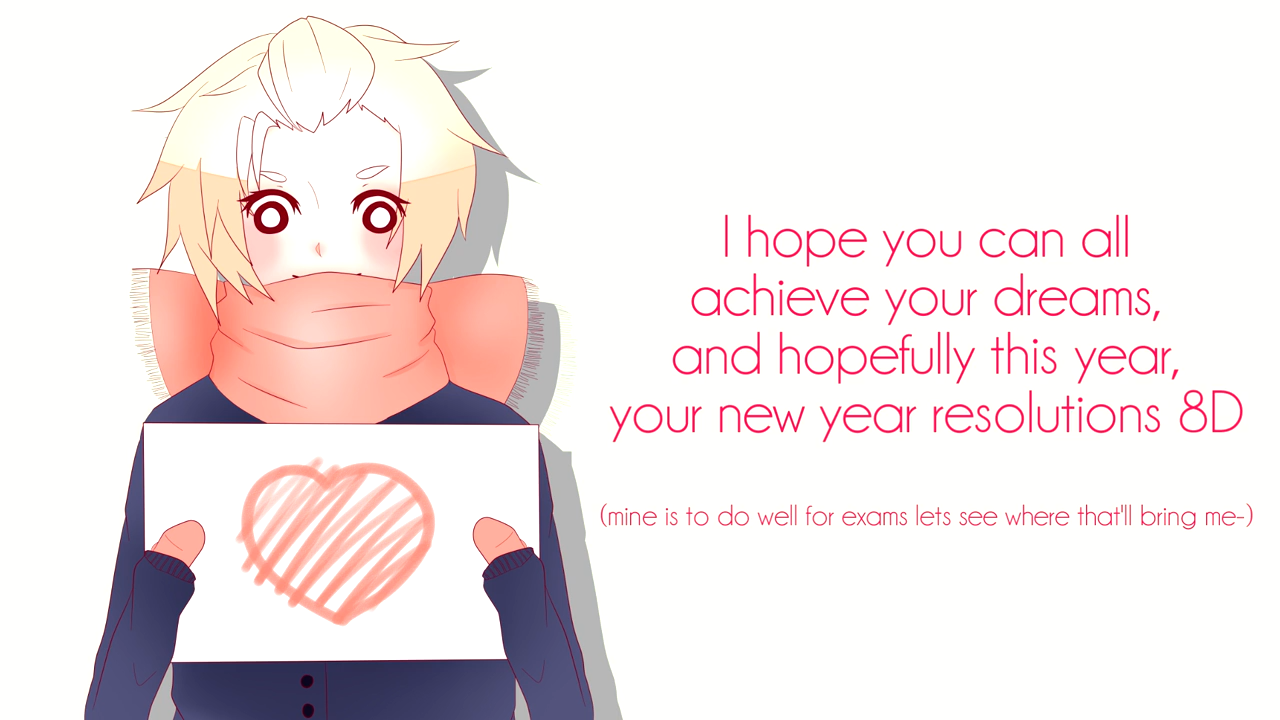 I hope you can all
achieve your dreams,
and hopefully this year,
your new year resolutions 8D
(mine is to do well for exams lets see where that'll bring me-)